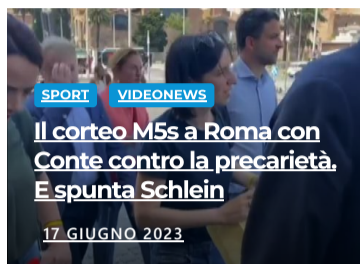 SPORT VIDEONEWS
Il corteo M5s a Roma con
Conte contro la precarietà.
E spunta Schlein
17 GIUGNO 2023